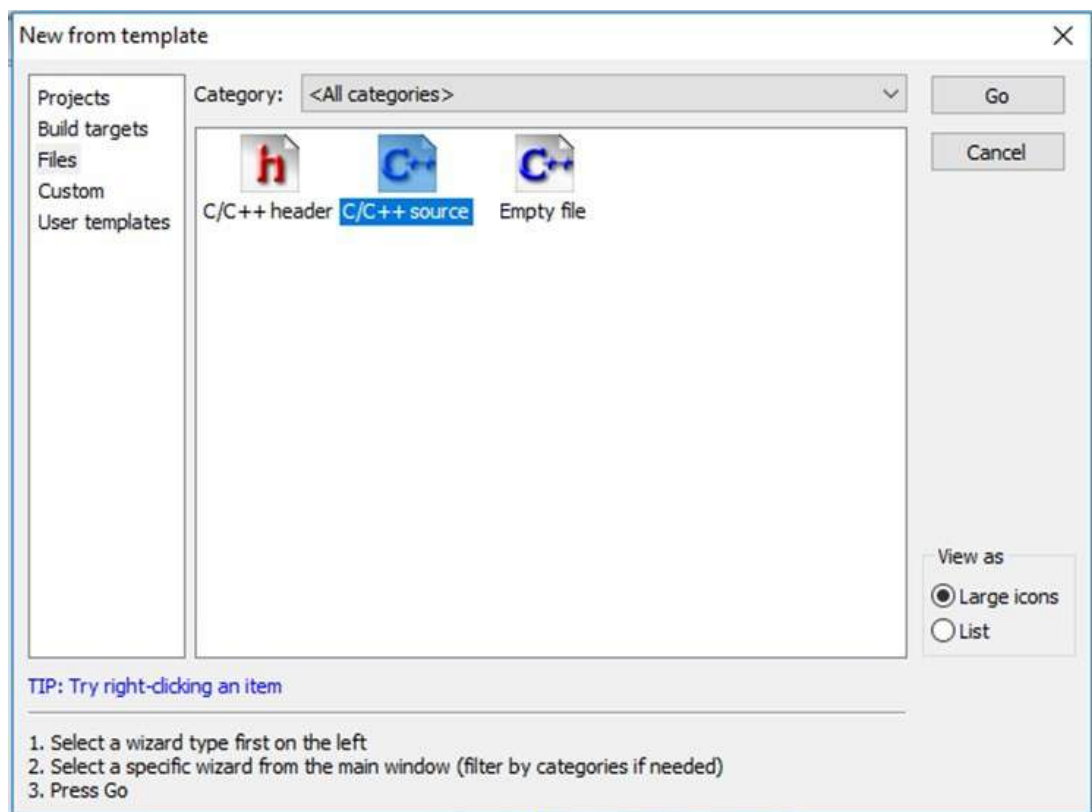 New from template
Projects
Build targets
Files
Custom
User templates
Category: <All categories>
h
C++
C++
C/C++ header
C/C++ source
Empty file
Go
Cancel
View as
Large icons
List
TIP: Try right-clicking an item
1. Select a wizard type first on the left
2. Select a specific wizard from the main window (filter by categories if needed)
3. Press Go